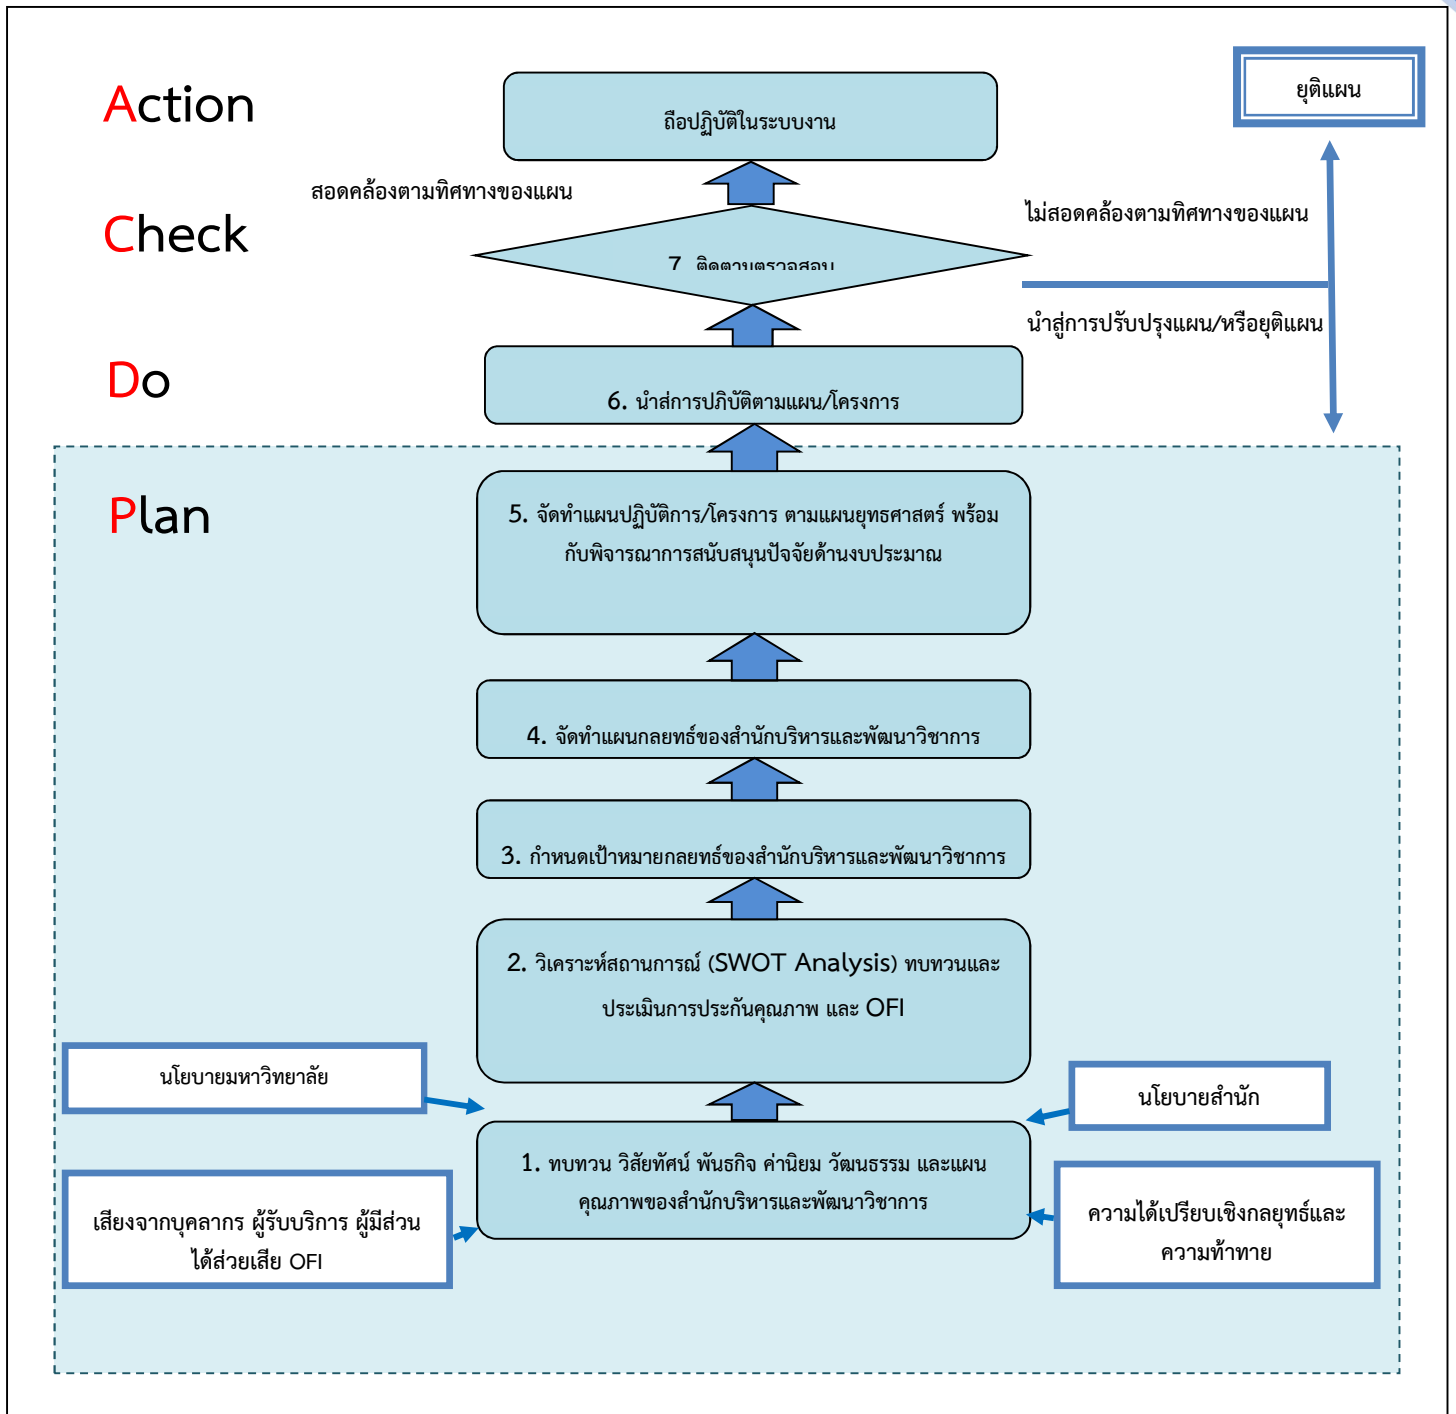 Action
ถือปฏิบัติในระบบงาน
ยุติแผน
สอดคล้องตามทิศทางของแผน
Check
ไม่สอดคล้องตามทิศทางของแผน
7 ติดตามตรวจสอบ
นำสู่การปรับปรุงแผน/หรือยุติแผน
Do
6. นำสู่การปฏิบัติตามแผน/โครงการ
Plan
5. จัดทำแผนปฏิบัติการ/โครงการ ตามแผนยุทธศาสตร์ พร้อม
กับพิจารณาการสนับสนุนปัจจัยด้านงบประมาณ
4. จัดทำแผนกลยุทธ์ของสำนักบริหารและพัฒนาวิชาการ
3. กำหนดเป้าหมายกลยุทธ์ของสำนักบริหารและพัฒนาวิชาการ
2. วิเคราะห์สถานการณ์ (SWOT Analysis) ทบทวนและ
ประเมินการประกันคุณภาพ และ OFI
นโยบายมหาวิทยาลัย
นโยบายสำนัก
1. ทบทวน วิสัยทัศน์ พันธกิจ ค่านิยม วัฒนธรรม และแผน
คุณภาพของสำนักบริหารและพัฒนาวิชาการ
เสียงจากบุคลากร ผู้รับบริการ ผู้มีส่วน
ได้ส่วยเสีย OFI
ความได้เปรียบเชิงกลยุทธ์และ
ความท้าทาย